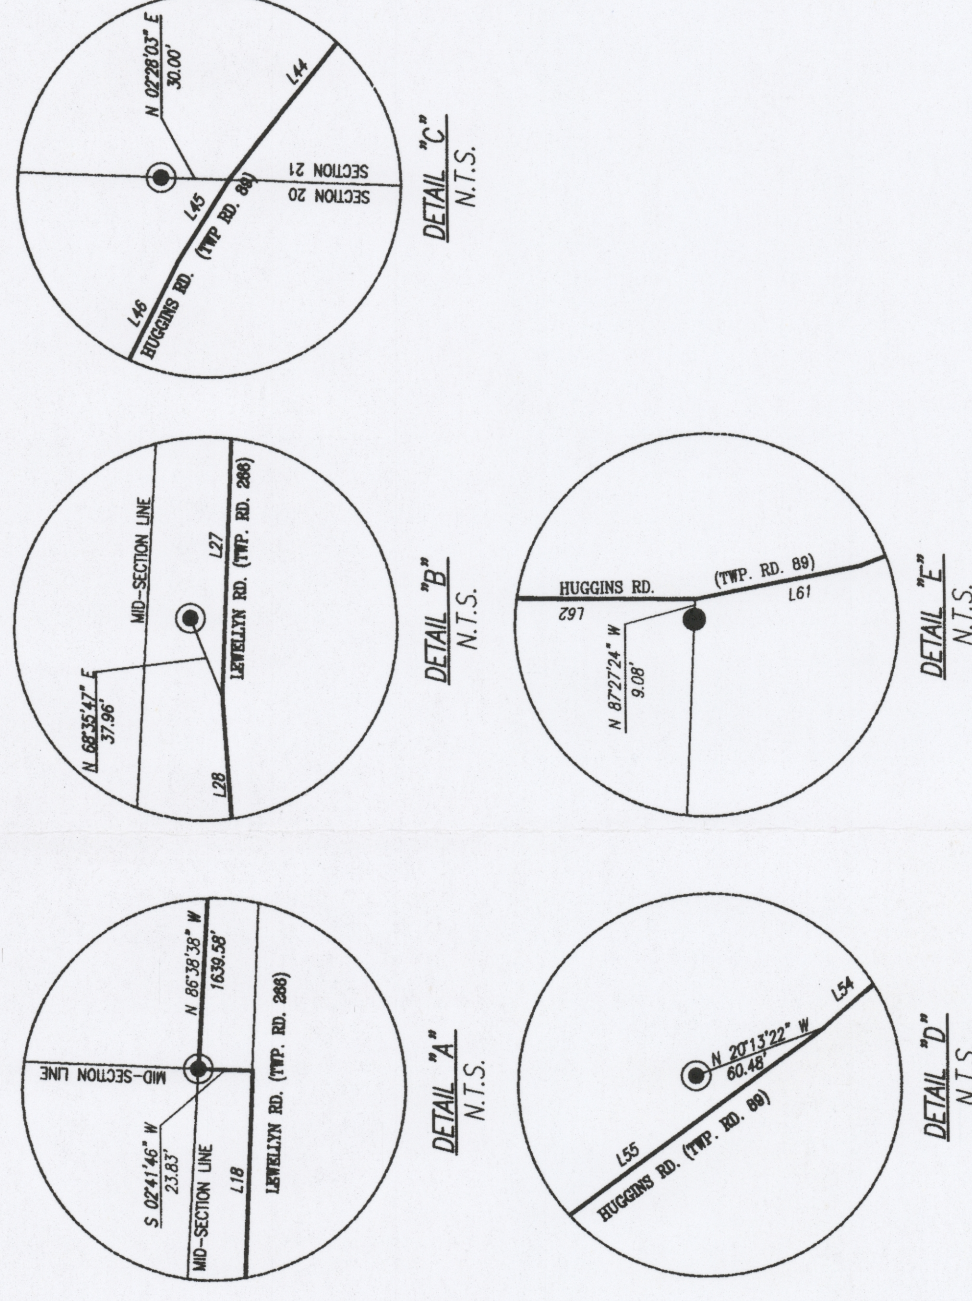 N 02°28'03" E
30.00'
L44
L45
L46
HUGGINS RD. (TWP RD. 89)
SECTION 21
SECTION 20
DETAIL "C"
N.T.S.
MID-SECTION LINE
N 68°35'47" E
37.96'
L27
L28
LEWELLYN RD. (TWP. RD. 266)
DETAIL "B"
N.T.S.
HUGGINS RD.
(TWP. RD. 89)
L62
L61
N 87°27'24" W
9.08'
DETAIL "E"
N.T.S.
MID-SECTION LINE
N 86°38'38" W
1639.58'
S 02°41'46" W
23.83'
MID-SECTION LINE
L18
LEWELLYN RD. (TWP. RD. 266)
DETAIL "A"
N.T.S.
N 20°13'22" W
60.48'
L54
L55
HUGGINS RD. (TWP. RD. 89)
DETAIL "D"
N.T.S.